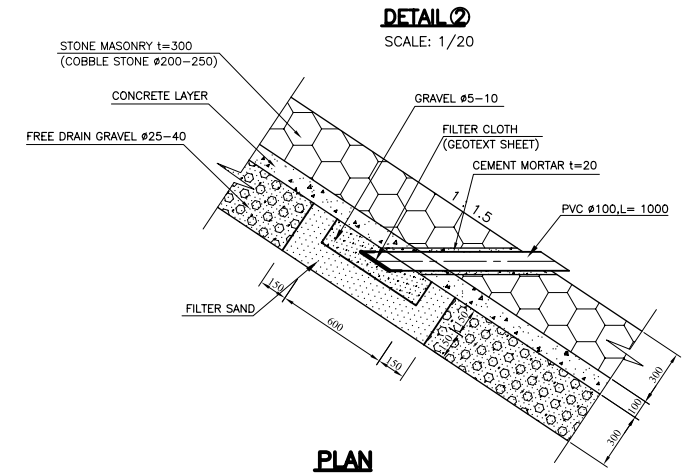 DETAIL ②
SCALE: 1/20
STONE MASONRY t=300
(COBBLE STONE ø200-250)
CONCRETE LAYER
FREE DRAIN GRAVEL ø25-40
GRAVEL ø5-10
FILTER CLOTH
(GEOTEXT SHEET)
CEMENT MORTAR t=20
1: 1.5
PVC ø100,L= 1000
FILTER SAND
150
600
150
150
150
300
100
300
PLAN